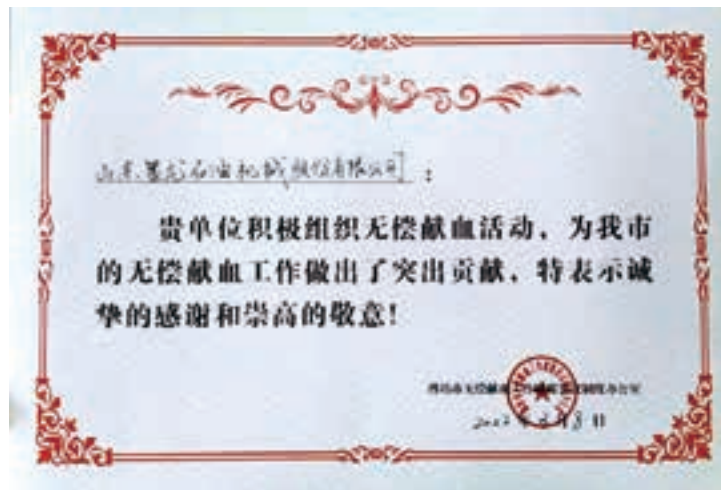 山东墨龙石油机械股份有限公司：
贵单位积极组织无偿献血活动、为我市
的无偿献血工作做出了突出贡献、特表示诚
挚的感谢和崇高的敬意！